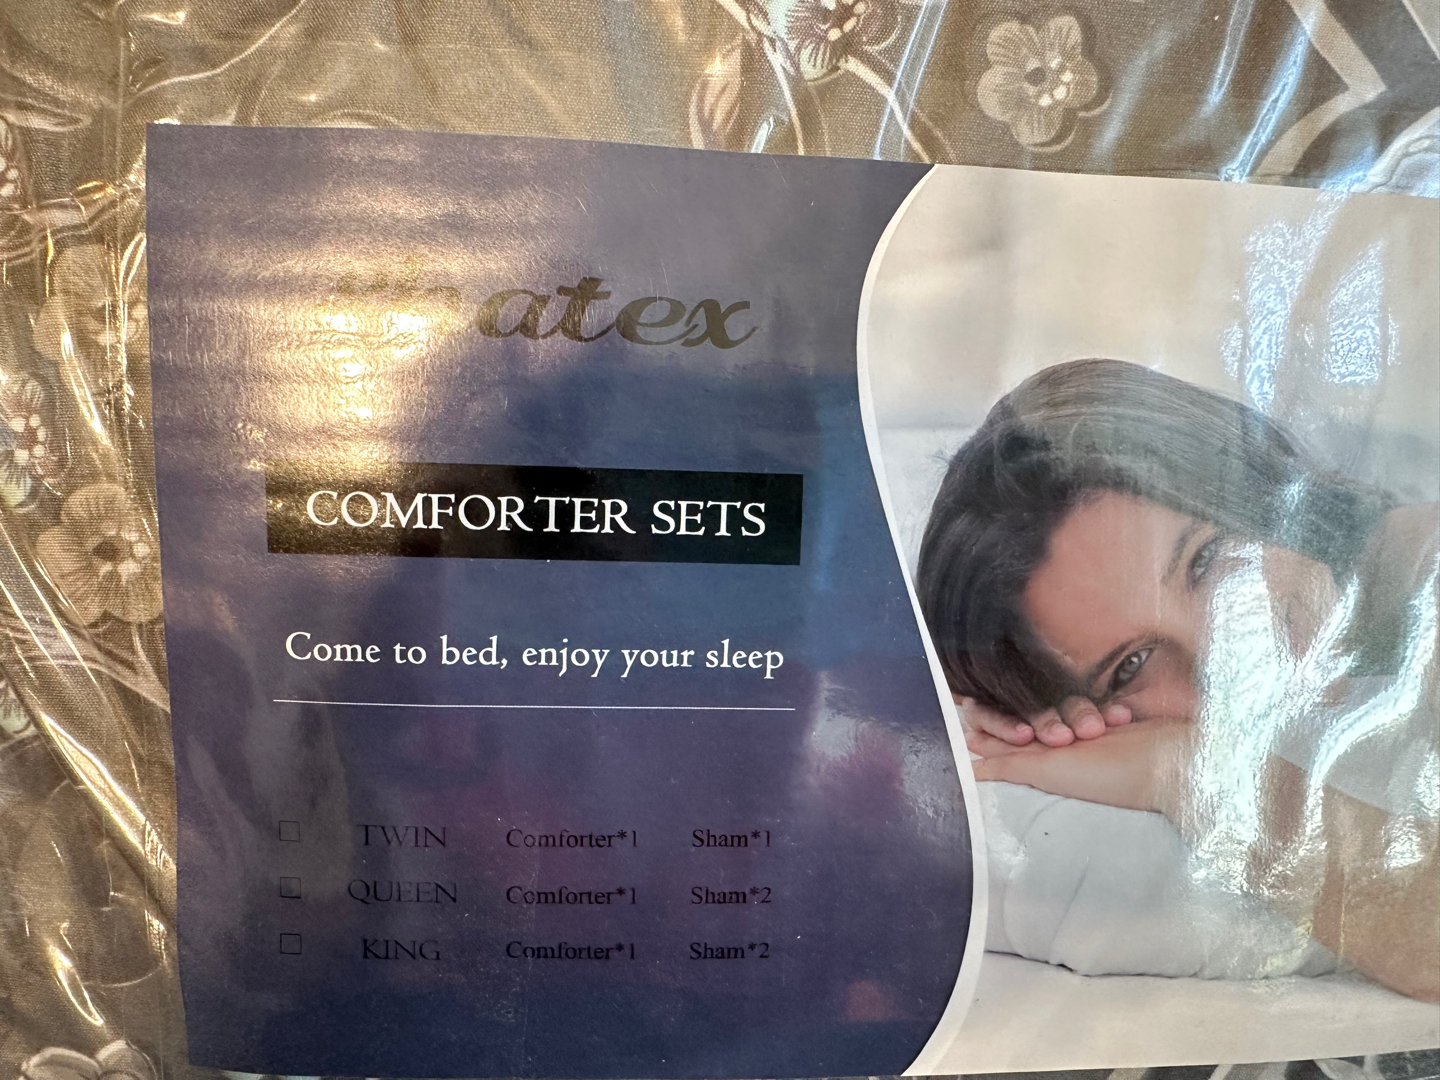 COMFORTER SETS
Come to bed, enjoy your sleep
☐ TWIN Comforter*1 Sham*1
☐ QUEEN Comforter*1 Sham*2
☐ KING Comforter*1 Sham*2